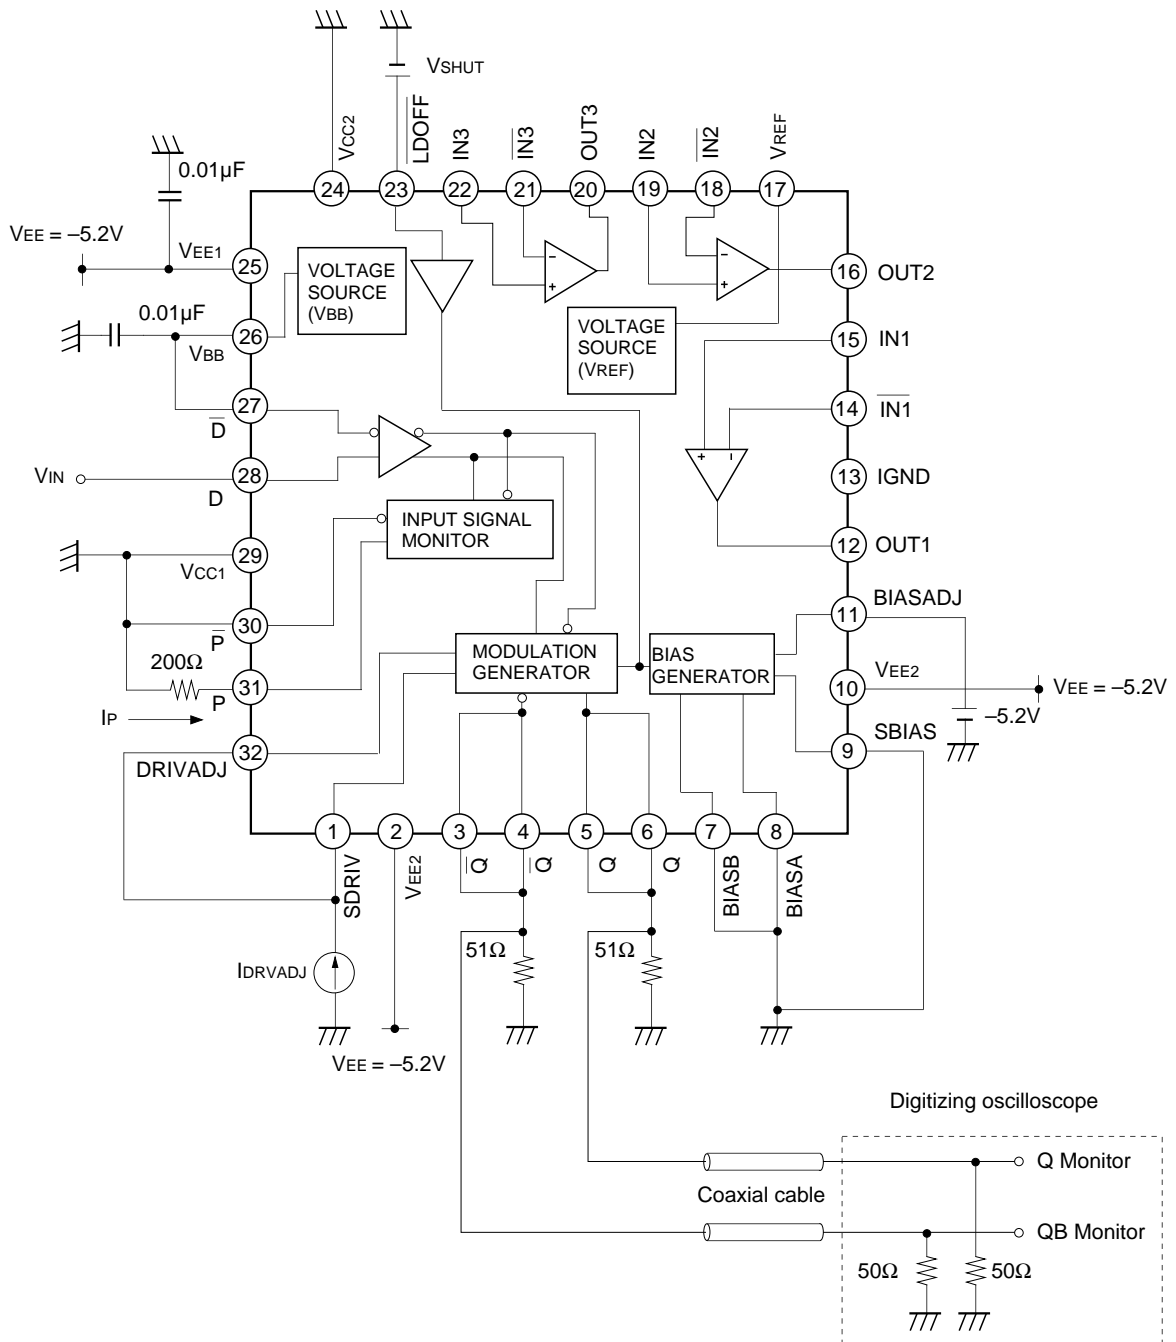 VSHUT
VCC2
LDOFF
IN3
IN3
OUT3
IN2
IN2
VREF
0.01µF
24
23
22
21
20
19
18
17
VEE = –5.2V
VEE1
25
VOLTAGE
SOURCE
(VBB)
–
+
–
+
16
OUT2
0.01µF
26
VBB
VOLTAGE
SOURCE
(VREF)
15
IN1
27
D
14
IN1
VIN
28
D
+
–
13
IGND
INPUT SIGNAL
MONITOR
29
VCC1
12
OUT1
30
P
11
BIASADJ
MODULATION
GENERATOR
BIAS
GENERATOR
200Ω
31
P
10
VEE2
VEE = –5.2V
IP
–5.2V
32
DRIVADJ
9
SBIAS
1
2
3
4
5
6
7
8
SDRIV
VEE2
Q
Q
Q
Q
BIASB
BIASA
51Ω
51Ω
IDRVADJ
VEE = –5.2V
Digitizing oscilloscope
Q Monitor
Coaxial cable
QB Monitor
50Ω
50Ω